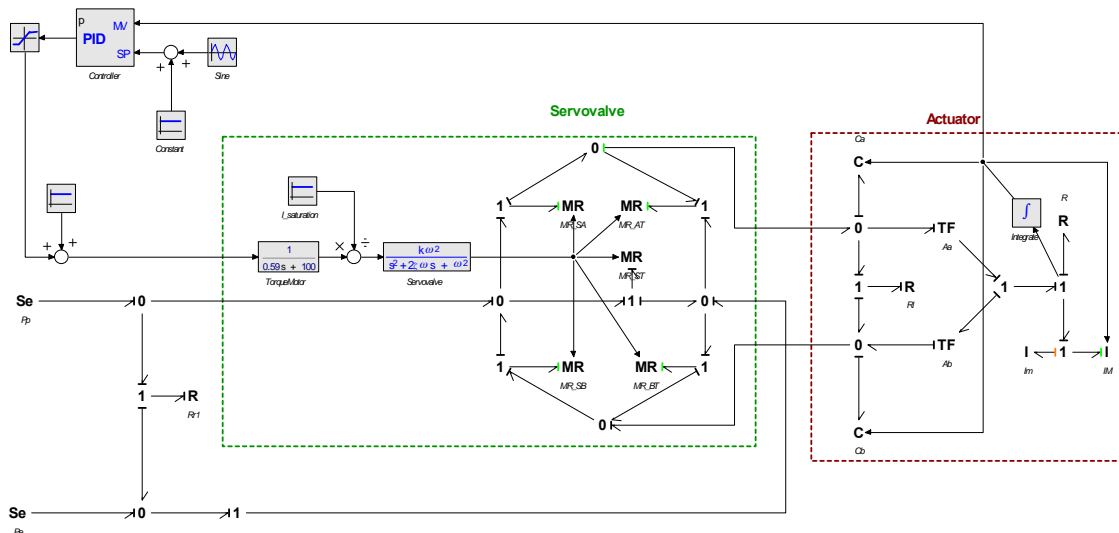 p
MV
PID
SP
Controller
Sine
Constant
Servovalve
Actuator
Ca
C
0
R
1
MR
MR
1
I_saturation
MR_SA
MR_AT
∫
R
0
TF
Integrate
Aa
1
0.59s + 100
TorqueMotor
kω2
s2+2ζωs + ω2
Servovalve
MR
MR_ST
1
R
Rl
1
1
Se
Pp
0
0
1
0
0
TF
Ab
I
Im
1
I
IM
1
MR
MR_SB
MR
MR_BT
1
1
R
Rr1
0
C
Cb
Se
0
1